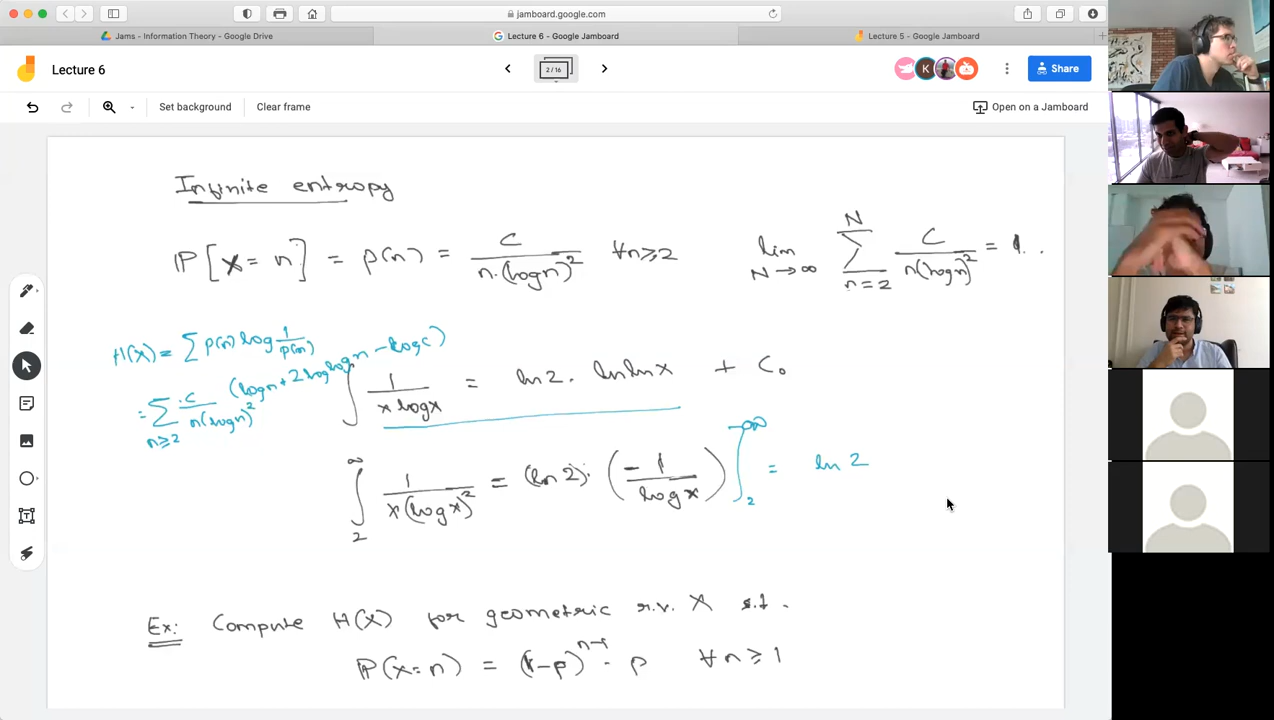 jamboard.google.com
Jams - Information Theory - Google Drive
Lecture 6 - Google Jamboard
Lecture 5 - Google Jamboard
Lecture 6
2 / 16
K
Share
Set background
Clear frame
Open on a Jamboard
Infinite entropy
P[X = n] = p(n) = c / n·(log n)² ∀n≥2
lim N→∞ ∑_{n=2}^{N} c / n(log n)² = 1 . .
H(X) = ∑ p(n) log 1/p(n)
= ∑_{n≥2} c / n(log n)² (log n + 2 log log n − log c)
∫ 1 / x log x = ln 2 . ln ln x + C₀
∫_2^∞ 1 / x(log x)² = (ln 2) · (−1 / log x) ]_2^∞ = ln 2
Ex: Compute H(X) for geometric r.v. X s.t.
P(X=n) = (1−p)^{n−1} · p ∀n≥1